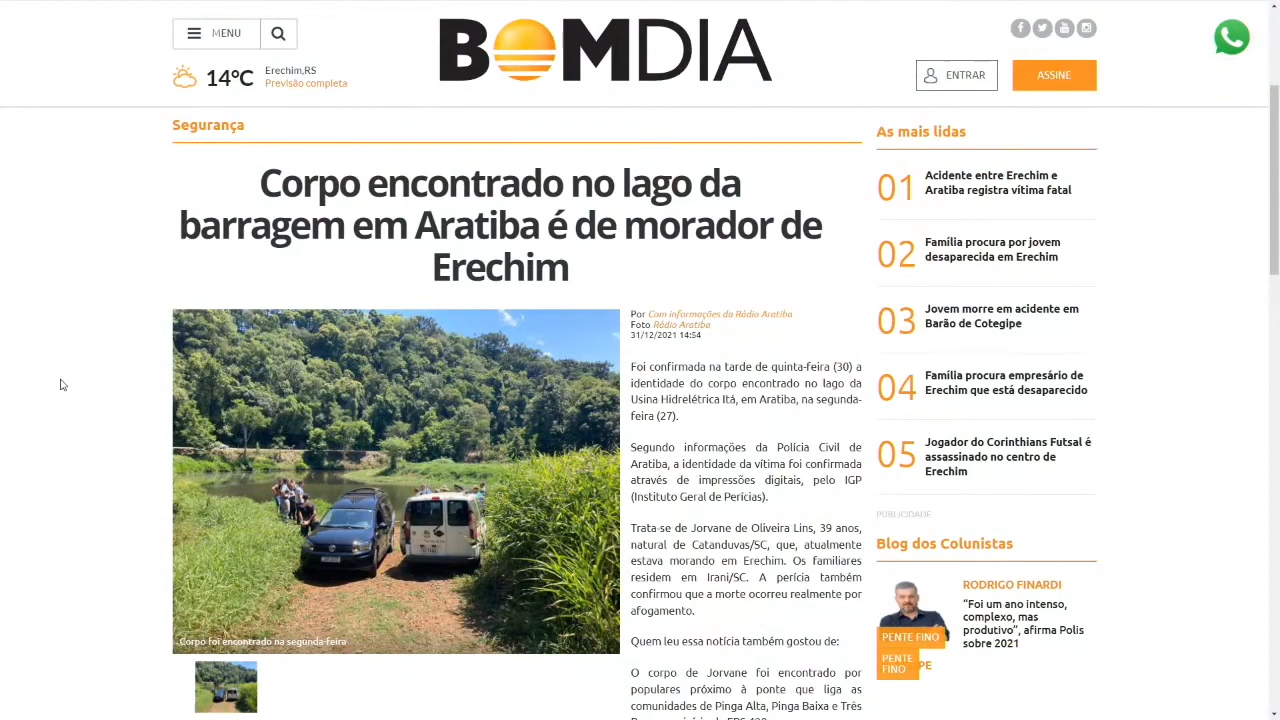 MENU
14°C
Erechim,RS
Previsão completa
BOMDIA
ENTRAR
ASSINE
Segurança
Corpo encontrado no lago da
barragem em Aratiba é de morador de
Erechim
Corpo foi encontrado na segunda-feira
Por Com informações da Rádio Aratiba
Foto Rádio Aratiba
31/12/2021 14:54
Foi confirmada na tarde de quinta-feira (30) a
identidade do corpo encontrado no lago da
Usina Hidrelétrica Itá, em Aratiba, na segunda-
feira (27).
Segundo informações da Polícia Civil de
Aratiba, a identidade da vítima foi confirmada
através de impressões digitais, pelo IGP
(Instituto Geral de Perícias).
Trata-se de Jorvane de Oliveira Lins, 39 anos,
natural de Catanduvas/SC, que, atualmente
estava morando em Erechim. Os familiares
residem em Irani/SC. A perícia também
confirmou que a morte ocorreu realmente por
afogamento.
Quem leu essa notícia também gostou de:
O corpo de Jorvane foi encontrado por
populares próximo à ponte que liga as
comunidades de Pinga Alta, Pinga Baixa e Três
As mais lidas
01
Acidente entre Erechim e
Aratiba registra vítima fatal
02
Família procura por jovem
desaparecida em Erechim
03
Jovem morre em acidente em
Barão de Cotegipe
04
Família procura empresário de
Erechim que está desaparecido
05
Jogador do Corinthians Futsal é
assassinado no centro de
Erechim
PUBLICIDADE
Blog dos Colunistas
RODRIGO FINARDI
"Foi um ano intenso,
complexo, mas
produtivo", afirma Polis
sobre 2021
PENTE FINO
PENTE
FINO
PE